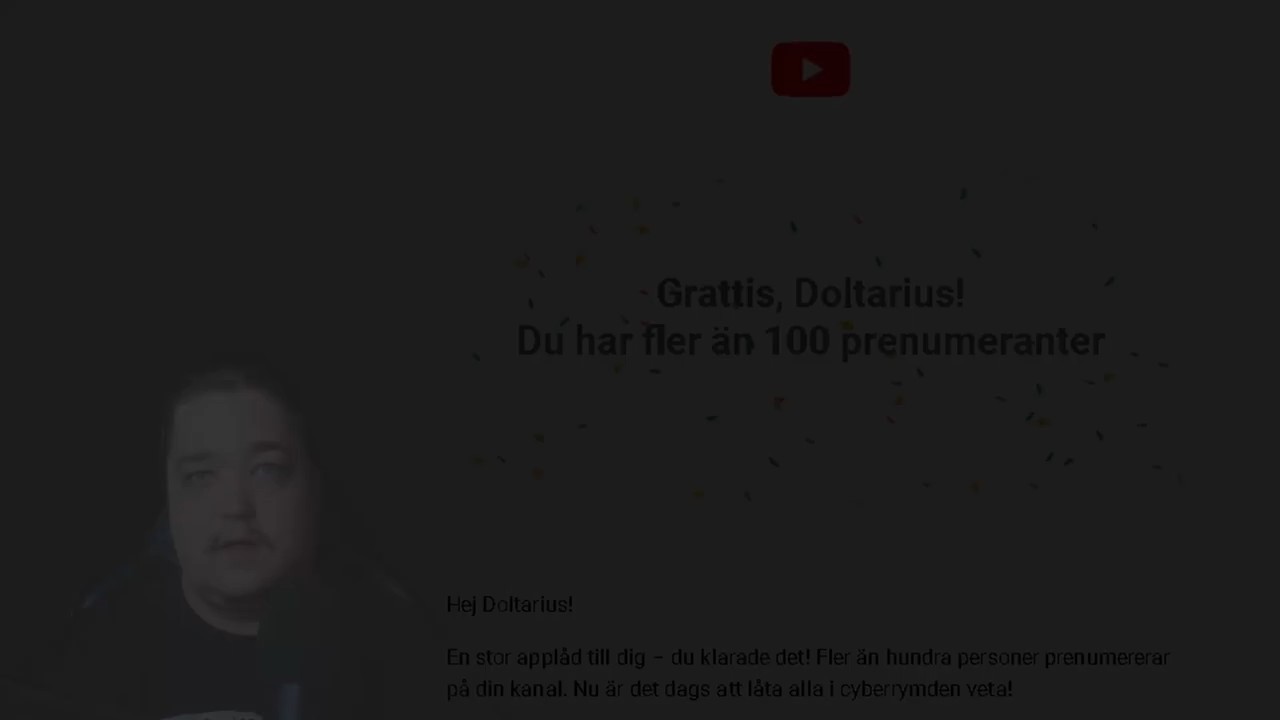 Grattis, Doltarius!
Du har fler än 100 prenumeranter
Hej Doltarius!
En stor applåd till dig – du klarade det! Fler än hundra personer prenumererar
på din kanal. Nu är det dags att låta alla i cyberrymden veta!